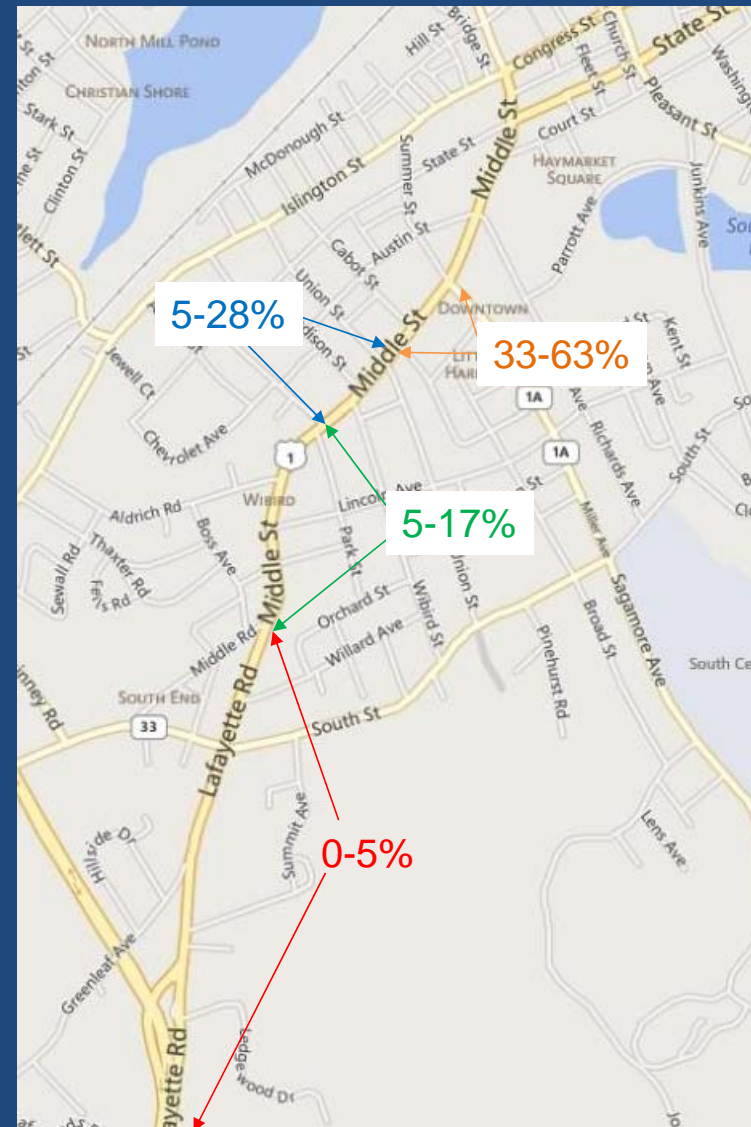 NORTH MILL POND
CHRISTIAN SHORE
Hill St
Bridge St
Congress St
Church St
Fleet St
State St
Pleasant St
Court St
Stark St
Clinton St
McDonough St
Islington St
Summer St
State St
Middle St
HAYMARKET
SQUARE
Parrott Ave
Junkins Ave
Austin St
Cabot St
Union St
DOWNTOWN
5-28%
33-63%
Middle St
Kent St
1A
1A
Jewell Ct
Chevrolet Ave
1
Richards Ave
South St
WIBIRD
Lincoln Ave
Aldrich Rd
5-17%
Miller Ave
Boss Ave
Thaxter Rd
Sewall Rd
Fells Rd
Middle St
Park St
Union St
Wibird St
Orchard St
Willard Ave
Middle Rd
Broad St
Sagamore Ave
Pinehurst Rd
SOUTH END
33
South St
Lafayette Rd
Summit Ave
0-5%
Hillside Dr
Lens Ave
Greenleaf Ave
Ledgewood Dr